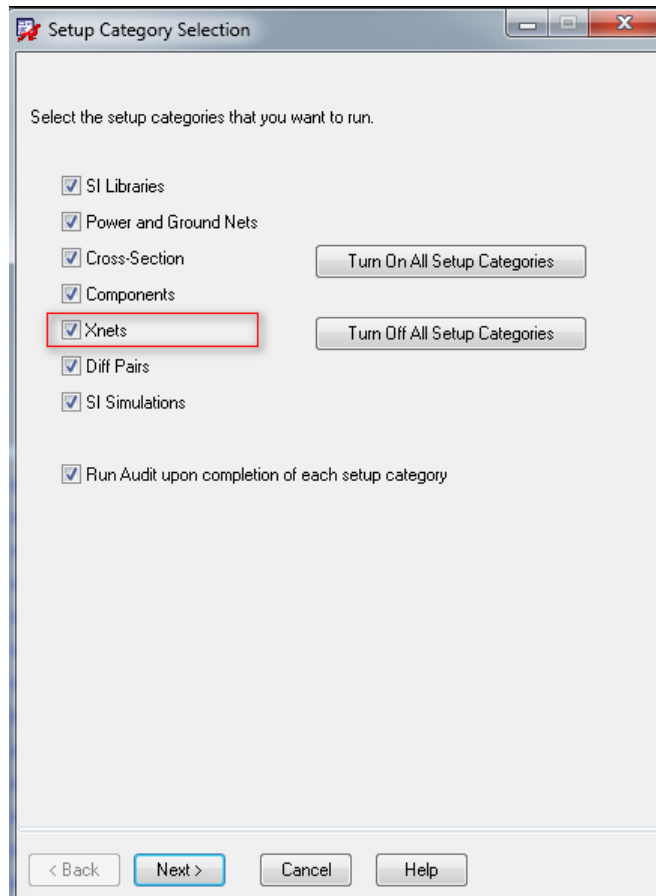 Setup Category Selection
Select the setup categories that you want to run.
SI Libraries
Power and Ground Nets
Cross-Section
Turn On All Setup Categories
Components
Xnets
Turn Off All Setup Categories
Diff Pairs
SI Simulations
Run Audit upon completion of each setup category
< Back
Next >
Cancel
Help